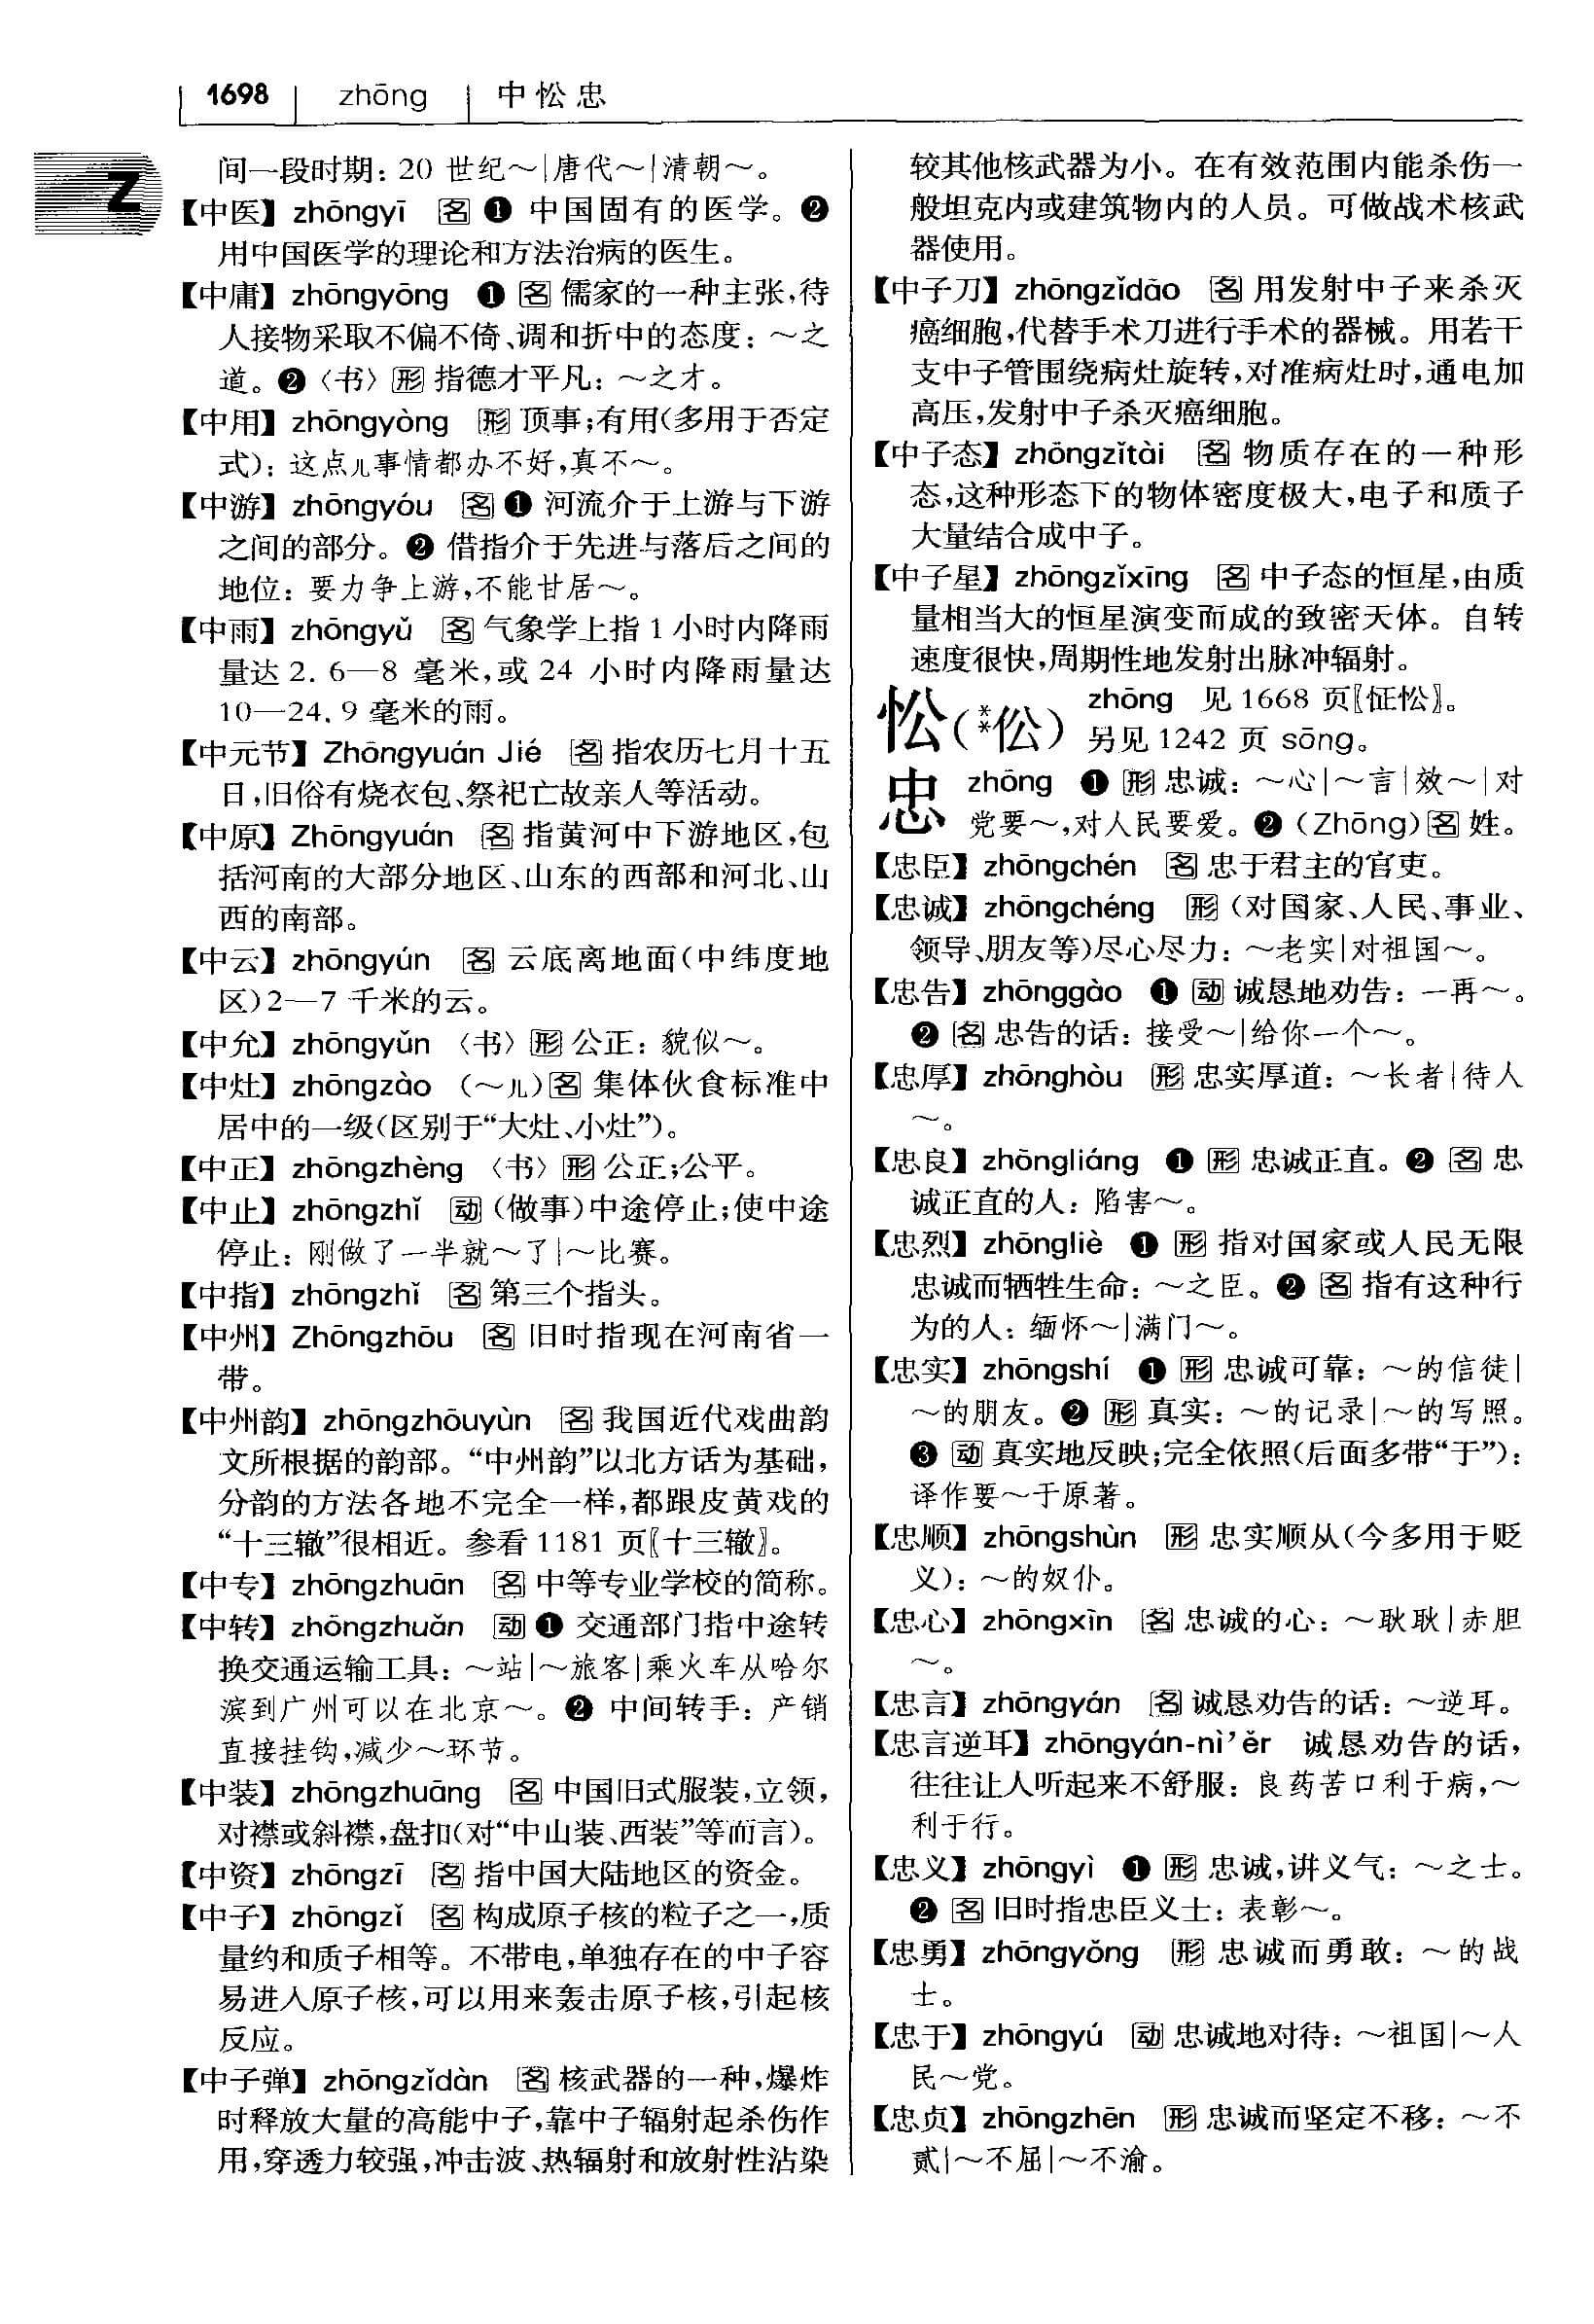 1698 zhōng 中忪忠
Z
间一段时期：20 世纪～|唐代～|清朝～。
【中医】zhōngyī 名❶ 中国固有的医学。❷
用中国医学的理论和方法治病的医生。
【中庸】zhōngyōng ❶名 儒家的一种主张，待
人接物采取不偏不倚、调和折中的态度：～之
道。❷〈书〉形 指德才平凡：～之才。
【中用】zhōngyòng 形 顶事；有用（多用于否定
式）：这点儿事情都办不好，真不～。
【中游】zhōngyóu 名❶ 河流介于上游与下游
之间的部分。❷ 借指介于先进与落后之间的
地位：要力争上游，不能甘居～。
【中雨】zhōngyǔ 名 气象学上指 1 小时内降雨
量达 2.6—8 毫米，或 24 小时内降雨量达
10—24.9 毫米的雨。
【中元节】Zhōngyuán Jié 名 指农历七月十五
日，旧俗有烧衣包、祭祀亡故亲人等活动。
【中原】Zhōngyuán 名 指黄河中下游地区，包
括河南的大部分地区、山东的西部和河北、山
西的南部。
【中云】zhōngyún 名 云底离地面（中纬度地
区）2—7 千米的云。
【中允】zhōngyǔn 〈书〉形 公正：貌似～。
【中灶】zhōngzào （～儿）名 集体伙食标准中
居中的一级（区别于“大灶、小灶”）。
【中正】zhōngzhèng 〈书〉形 公正；公平。
【中止】zhōngzhǐ 动（做事）中途停止；使中途
停止：刚做了一半就～了|～比赛。
【中指】zhōngzhǐ 名 第三个指头。
【中州】Zhōngzhōu 名 旧时指现在河南省一
带。
【中州韵】zhōngzhōuyùn 名 我国近代戏曲韵
文所根据的韵部。“中州韵”以北方话为基础，
分韵的方法各地不完全一样，都跟皮黄戏的
“十三辙”很相近。参看 1181 页〖十三辙〗。
【中专】zhōngzhuān 名 中等专业学校的简称。
【中转】zhōngzhuǎn 动❶ 交通部门指中途转
换交通运输工具：～站|～旅客|乘火车从哈尔
滨到广州可以在北京～。❷ 中间转手：产销
直接挂钩，减少～环节。
【中装】zhōngzhuāng 名 中国旧式服装，立领，
对襟或斜襟，盘扣（对“中山装、西装”等而言）。
【中资】zhōngzī 名 指中国大陆地区的资金。
【中子】zhōngzǐ 名 构成原子核的粒子之一，质
量约和质子相等。不带电，单独存在的中子容
易进入原子核，可以用来轰击原子核，引起核
反应。
【中子弹】zhōngzǐdàn 名 核武器的一种，爆炸
时释放大量的高能中子，靠中子辐射起杀伤作
用，穿透力较强，冲击波、热辐射和放射性沾染
较其他核武器为小。在有效范围内能杀伤一
般坦克内或建筑物内的人员。可做战术核武
器使用。
【中子刀】zhōngzǐdāo 名 用发射中子来杀灭
癌细胞，代替手术刀进行手术的器械。用若干
支中子管围绕病灶旋转，对准病灶时，通电加
高压，发射中子杀灭癌细胞。
【中子态】zhōngzǐtài 名 物质存在的一种形
态，这种形态下的物体密度极大，电子和质子
大量结合成中子。
【中子星】zhōngzǐxīng 名 中子态的恒星，由质
量相当大的恒星演变而成的致密天体。自转
速度很快，周期性地发射出脉冲辐射。
忪（**伀） zhōng 见 1668 页〖怔忪〗。
另见 1242 页 sōng。
忠 zhōng ❶形 忠诚：～心|～言|效～|对
党要～，对人民要爱。❷（Zhōng）名 姓。
【忠臣】zhōngchén 名 忠于君主的官吏。
【忠诚】zhōngchéng 形（对国家、人民、事业、
领导、朋友等）尽心尽力：～老实|对祖国～。
【忠告】zhōnggào ❶动 诚恳地劝告：一再～。
❷名 忠告的话：接受～|给你一个～。
【忠厚】zhōnghòu 形 忠实厚道：～长者|待人
～。
【忠良】zhōngliáng ❶形 忠诚正直。❷名 忠
诚正直的人：陷害～。
【忠烈】zhōngliè ❶形 指对国家或人民无限
忠诚而牺牲生命：～之臣。❷名 指有这种行
为的人：缅怀～|满门～。
【忠实】zhōngshí ❶形 忠诚可靠：～的信徒|
～的朋友。❷形 真实：～的记录|～的写照。
❸动 真实地反映；完全依照（后面多带“于”）：
译作要～于原著。
【忠顺】zhōngshùn 形 忠实顺从（今多用于贬
义）：～的奴仆。
【忠心】zhōngxīn 名 忠诚的心：～耿耿|赤胆
～。
【忠言】zhōngyán 名 诚恳劝告的话：～逆耳。
【忠言逆耳】zhōngyán-nì’ěr 诚恳劝告的话，
往往让人听起来不舒服：良药苦口利于病，～
利于行。
【忠义】zhōngyì ❶形 忠诚，讲义气：～之士。
❷名 旧时指忠臣义士：表彰～。
【忠勇】zhōngyǒng 形 忠诚而勇敢：～的战
士。
【忠于】zhōngyú 动 忠诚地对待：～祖国|～人
民～党。
【忠贞】zhōngzhēn 形 忠诚而坚定不移：～不
贰|～不屈|～不渝。